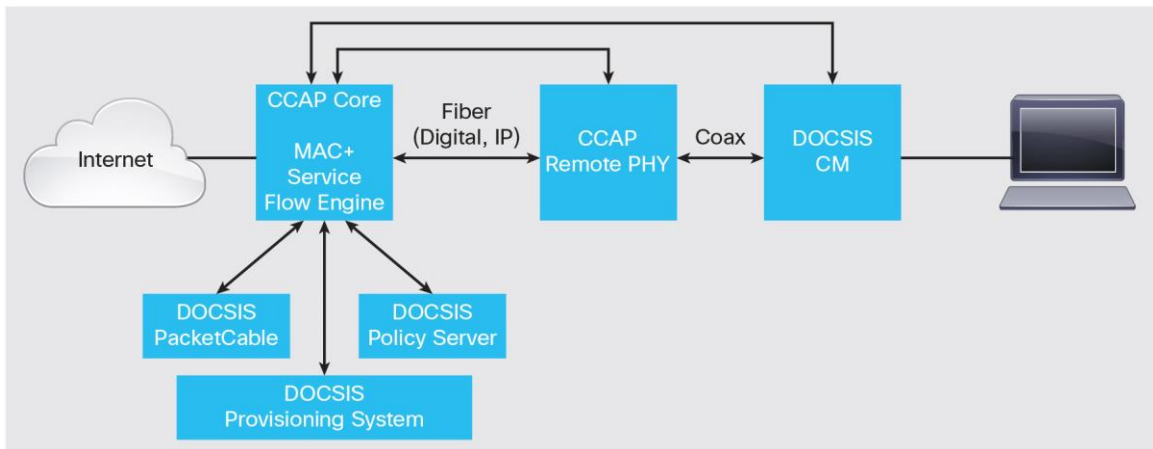 Internet
CCAP Core
MAC+
Service
Flow Engine
Fiber
(Digital, IP)
CCAP
Remote PHY
Coax
DOCSIS
CM
DOCSIS
PacketCable
DOCSIS
Policy Server
DOCSIS
Provisioning System